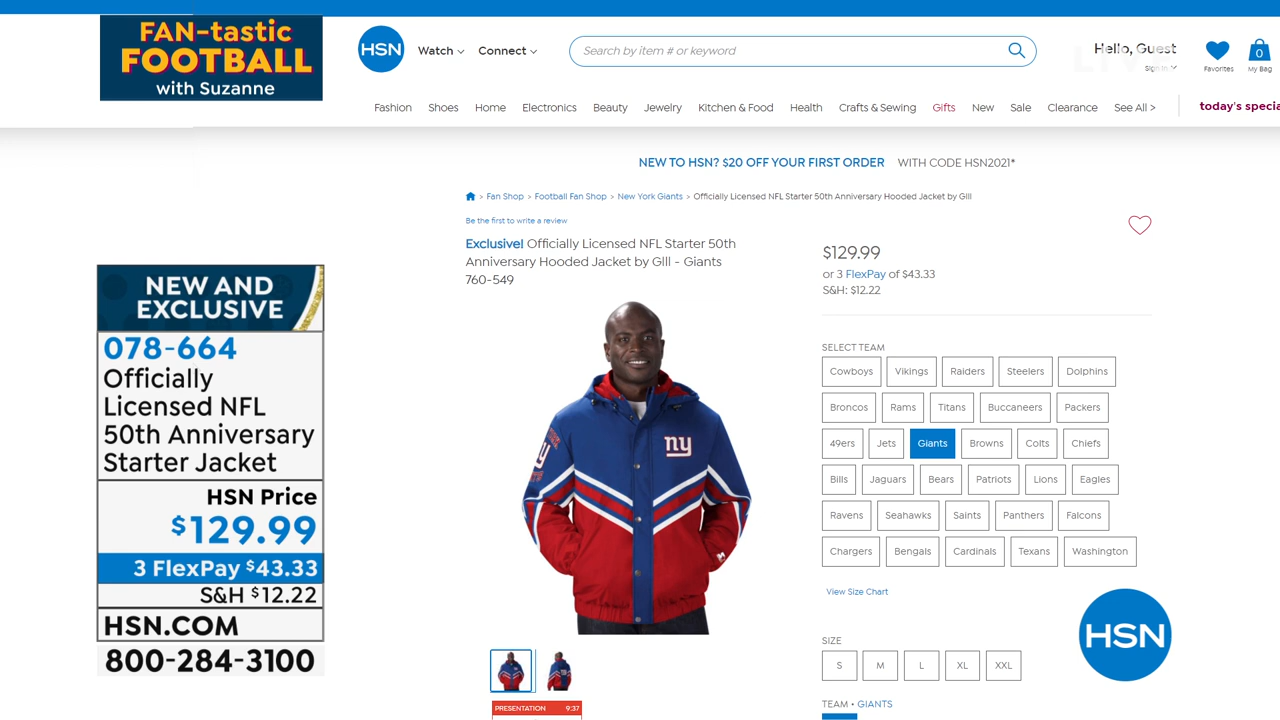 FAN-tastic
FOOTBALL
with Suzanne
HSN
Watch
Connect
Search by item # or keyword
Hello, Guest
Sign In
LIVE
Favorites
0
My Bag
Fashion Shoes Home Electronics Beauty Jewelry Kitchen & Food Health Crafts & Sewing Gifts New Sale Clearance See All >
today's specia
NEW TO HSN? $20 OFF YOUR FIRST ORDER WITH CODE HSN2021*
> Fan Shop > Football Fan Shop > New York Giants > Officially Licensed NFL Starter 50th Anniversary Hooded Jacket by GIII
Be the first to write a review
Exclusive! Officially Licensed NFL Starter 50th
Anniversary Hooded Jacket by GIII - Giants
760-549
$129.99
or 3 FlexPay of $43.33
S&H: $12.22
NEW AND
EXCLUSIVE
078-664
Officially
Licensed NFL
50th Anniversary
Starter Jacket
HSN Price
$129.99
3 FlexPay $43.33
S&H $12.22
HSN.COM
800-284-3100
ny
ny
SELECT TEAM
Cowboys Vikings Raiders Steelers Dolphins
Broncos Rams Titans Buccaneers Packers
49ers Jets Giants Browns Colts Chiefs
Bills Jaguars Bears Patriots Lions Eagles
Ravens Seahawks Saints Panthers Falcons
Chargers Bengals Cardinals Texans Washington
View Size Chart
SIZE
S M L XL XXL
TEAM • GIANTS
HSN
PRESENTATION 9:37